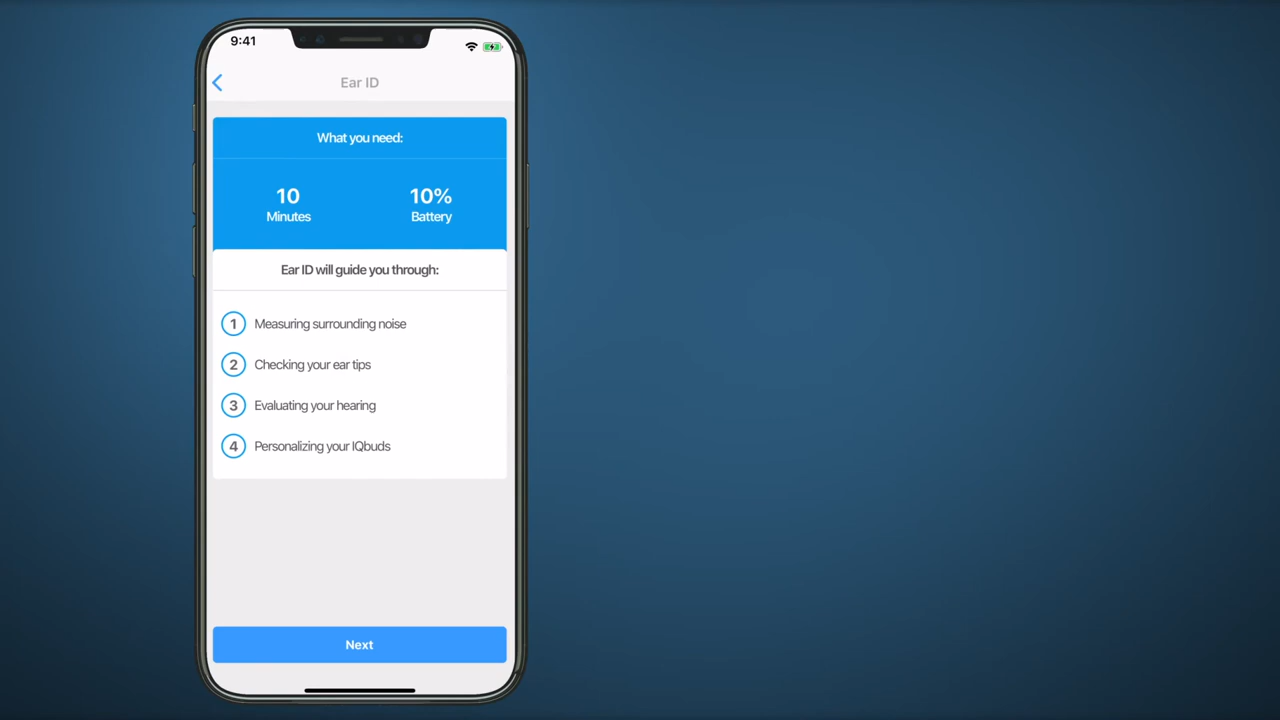 9:41
Ear ID
What you need:
10
Minutes
10%
Battery
Ear ID will guide you through:
1 Measuring surrounding noise
2 Checking your ear tips
3 Evaluating your hearing
4 Personalizing your IQbuds
Next